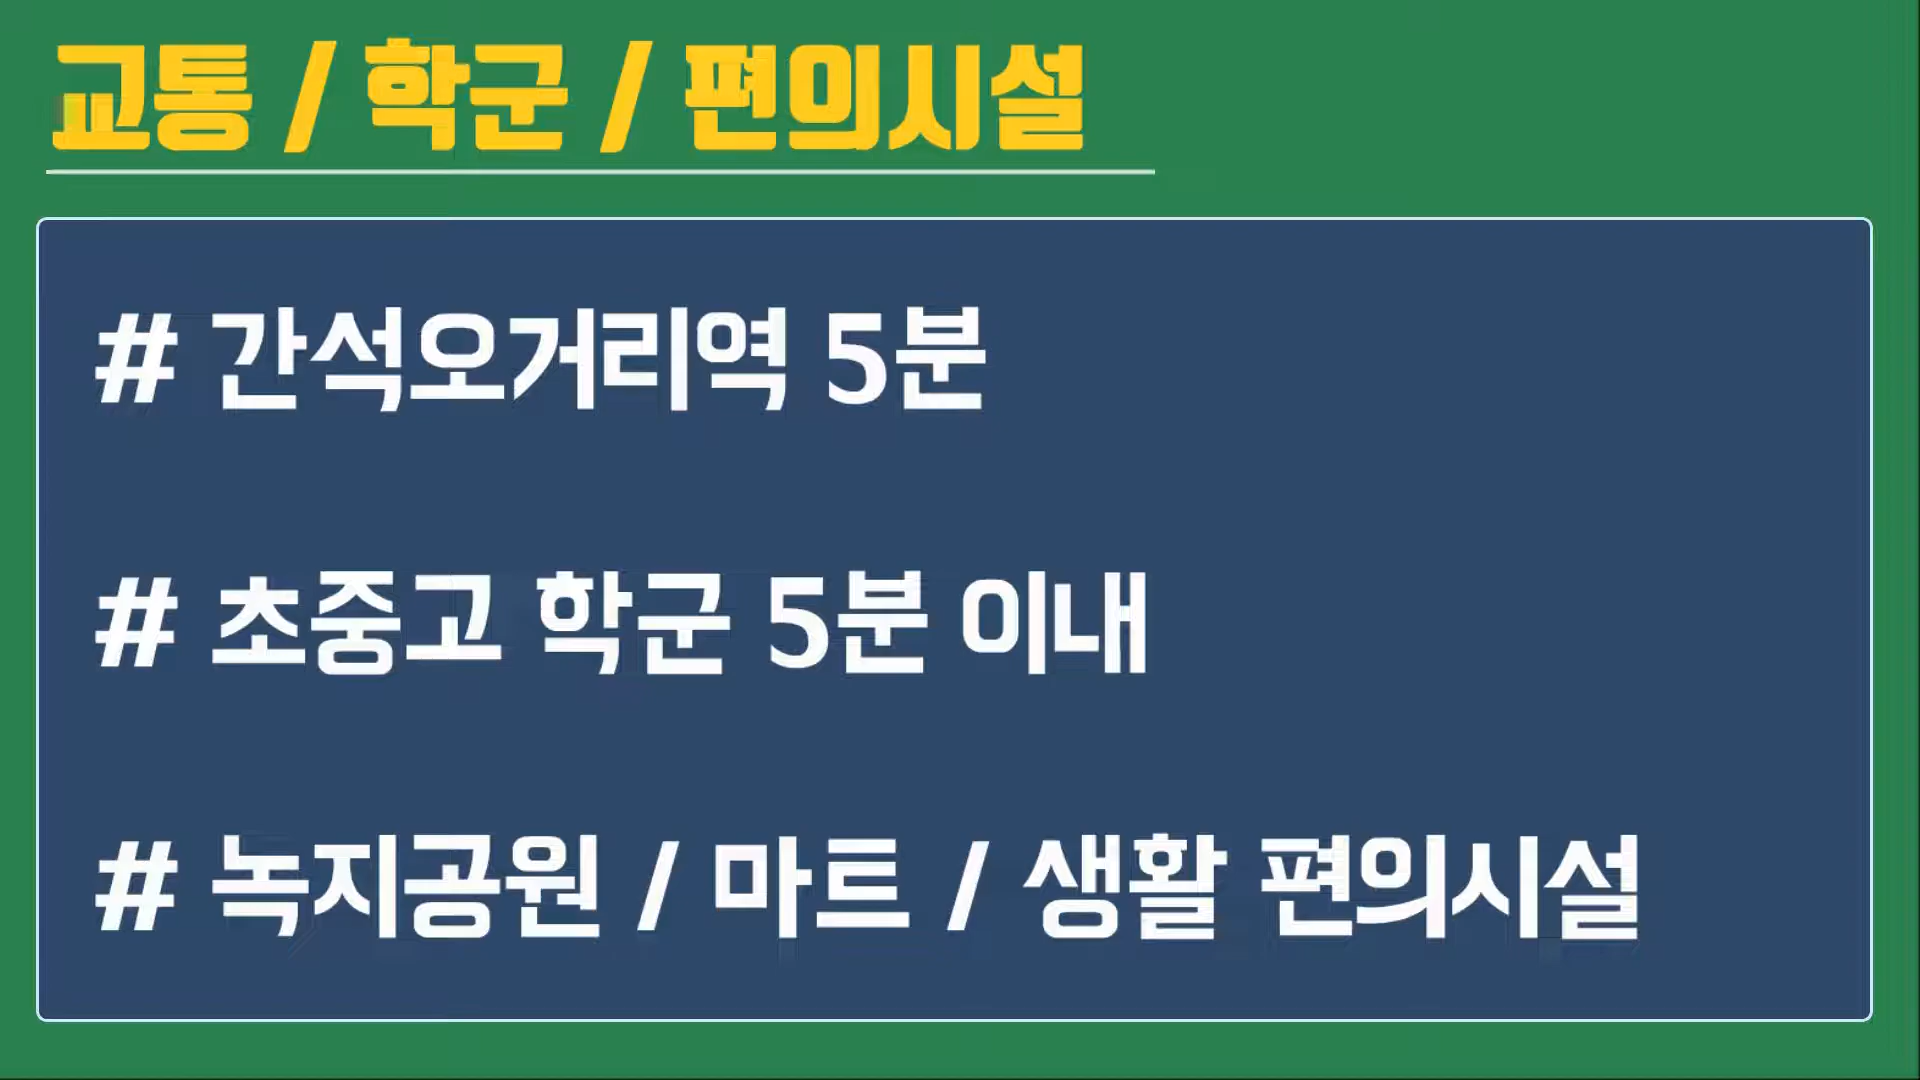 교통 / 학군 / 편의시설
# 간석오거리역 5분
# 초중고 학군 5분 이내
# 녹지공원 / 마트 / 생활 편의시설